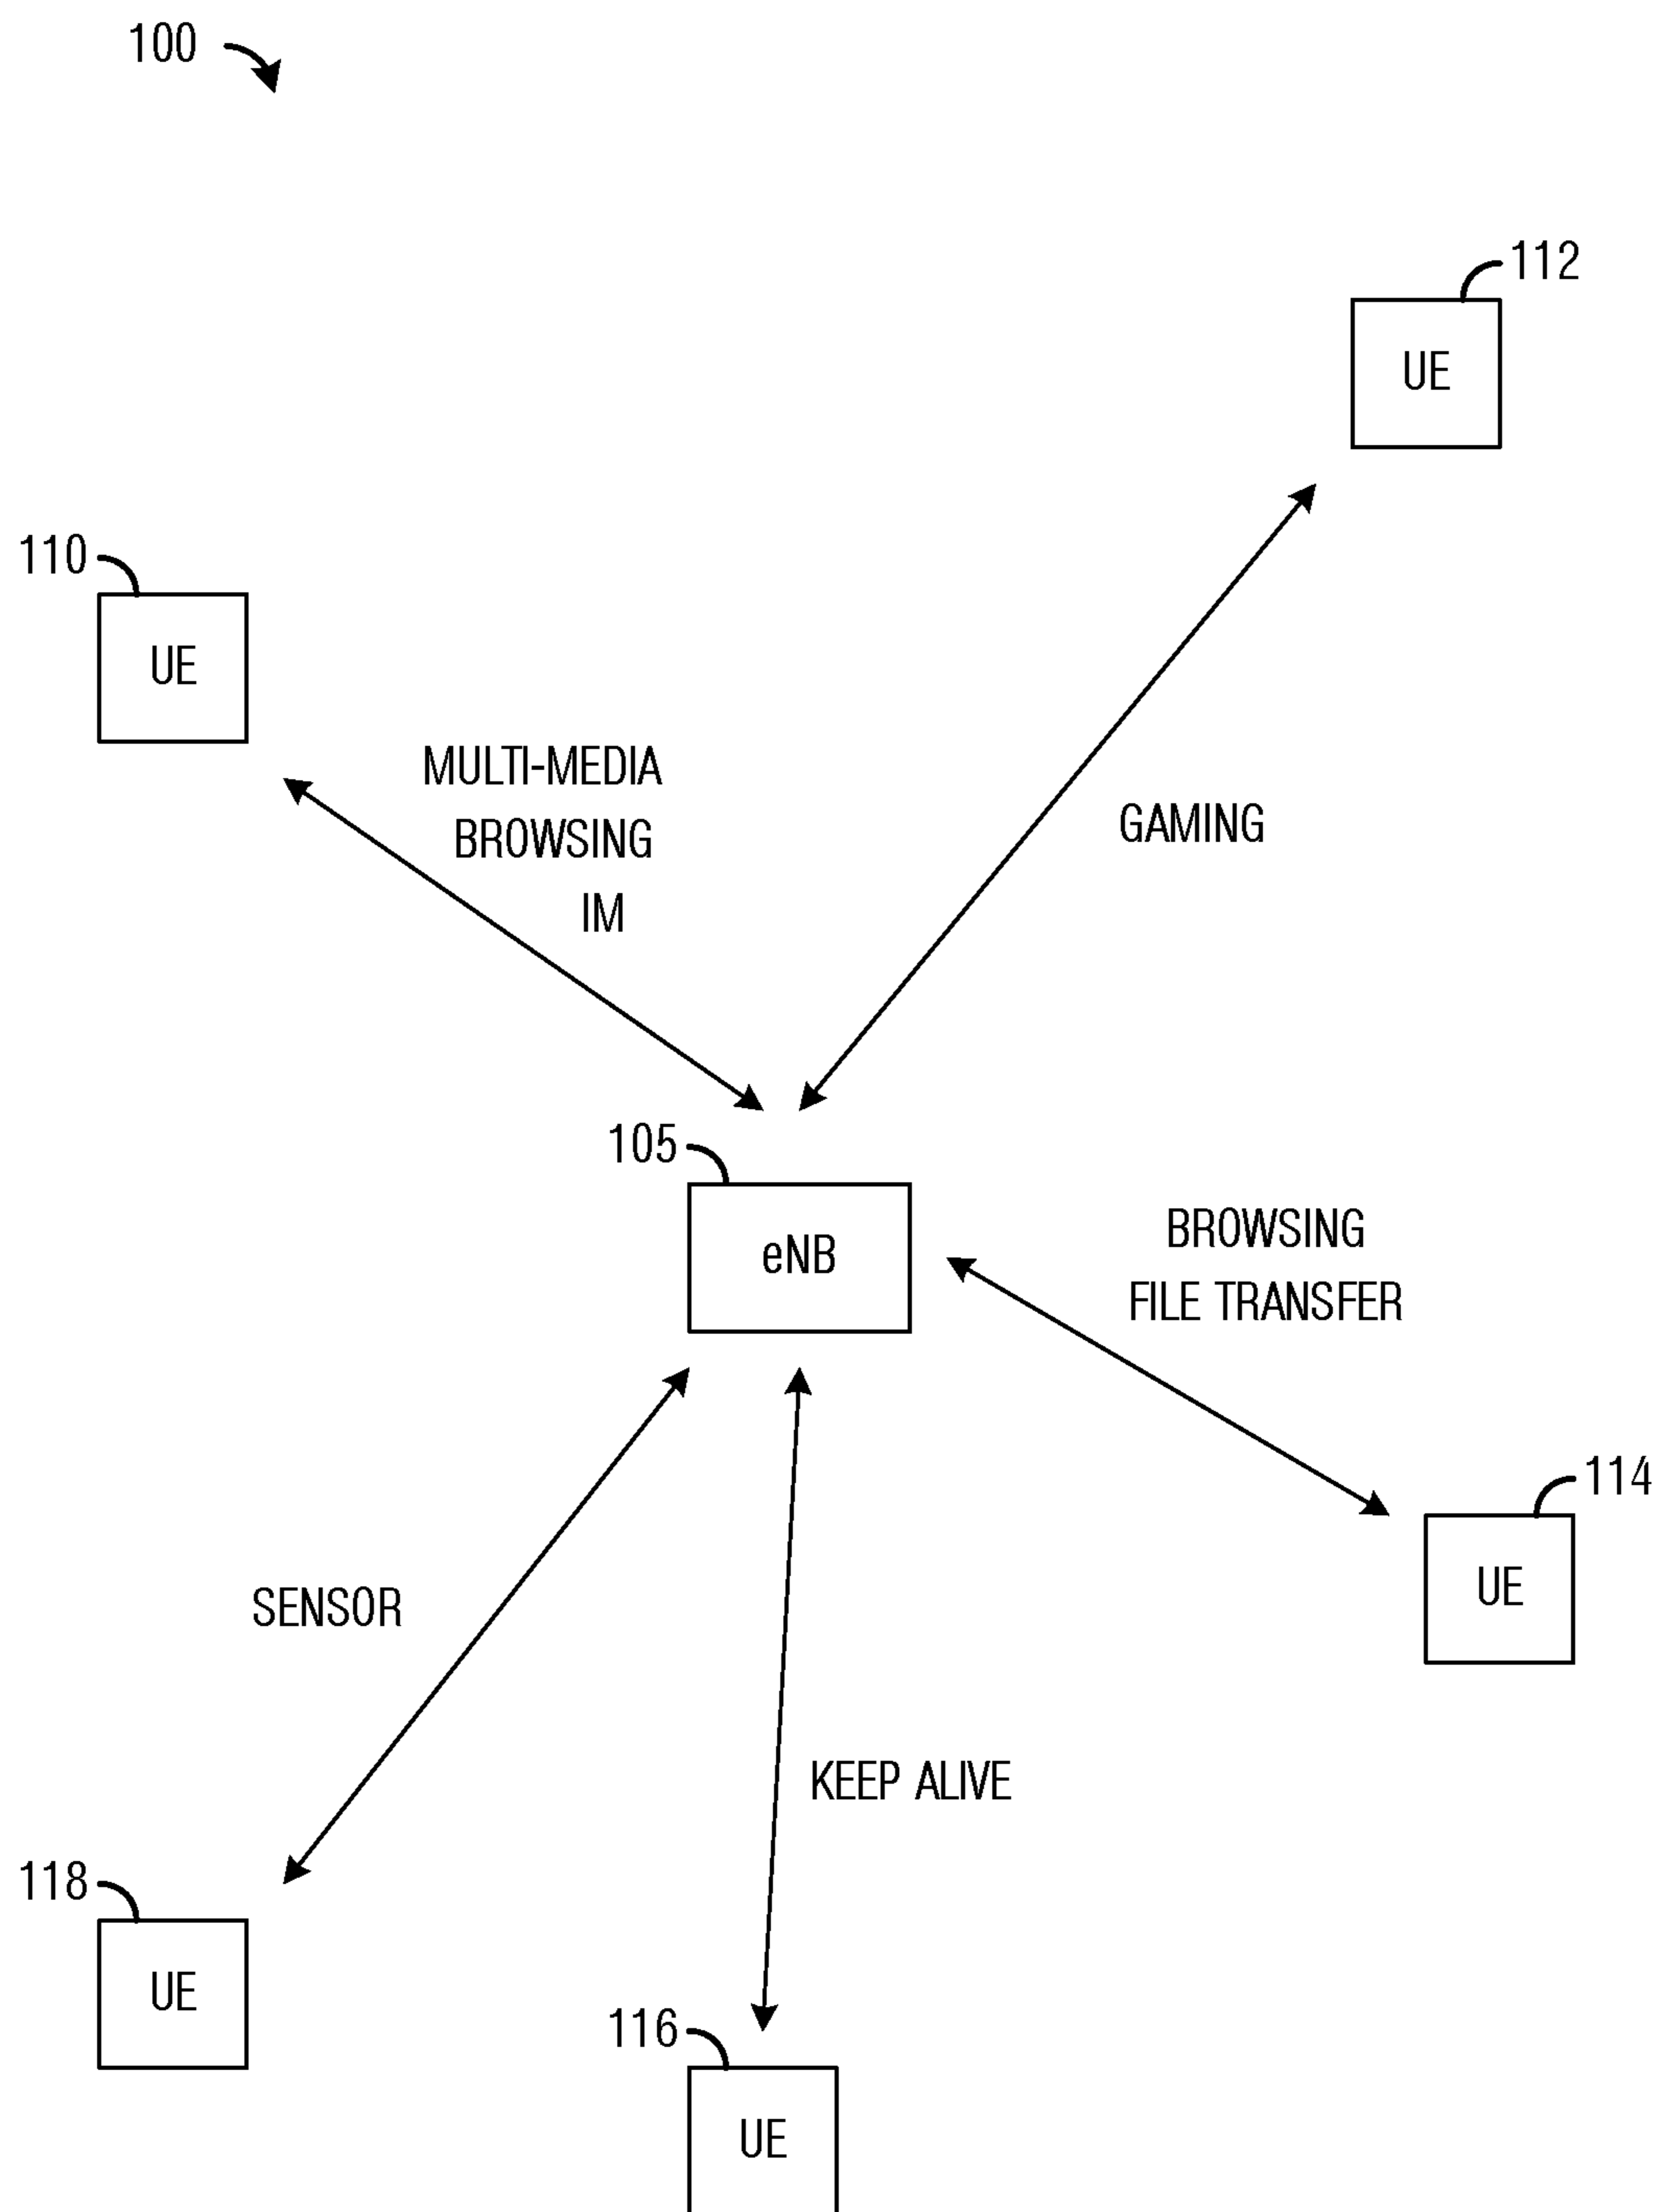 100
112
UE
110
UE
MULTI-MEDIA
BROWSING
IM
GAMING
105
eNB
BROWSING
FILE TRANSFER
114
UE
SENSOR
KEEP ALIVE
118
UE
116
UE